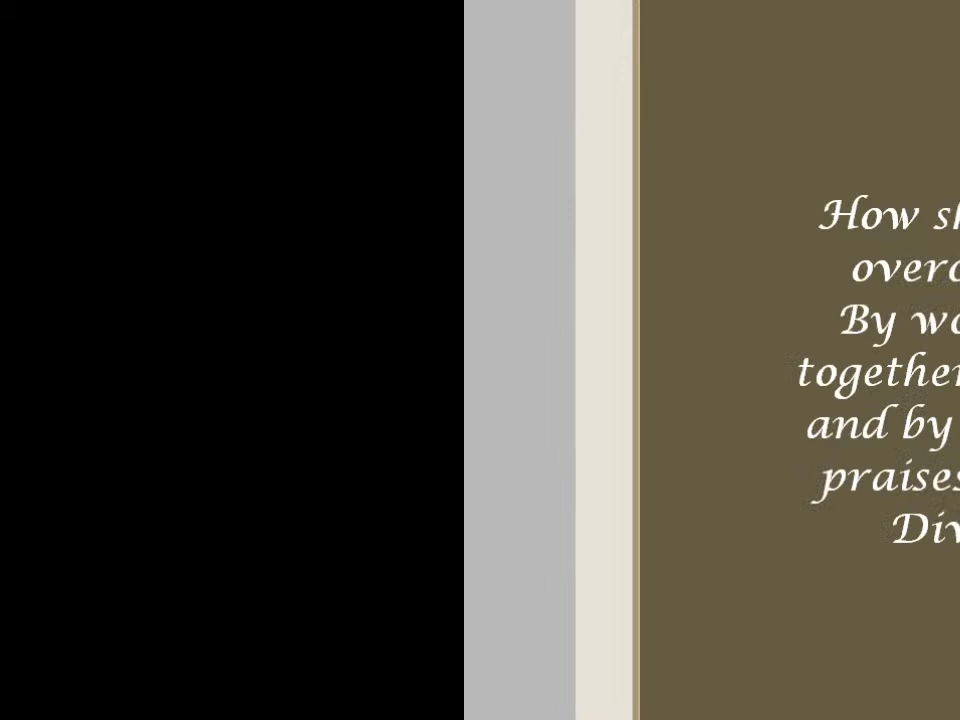 How sh
overc
By wo
together
and by
praises
Div